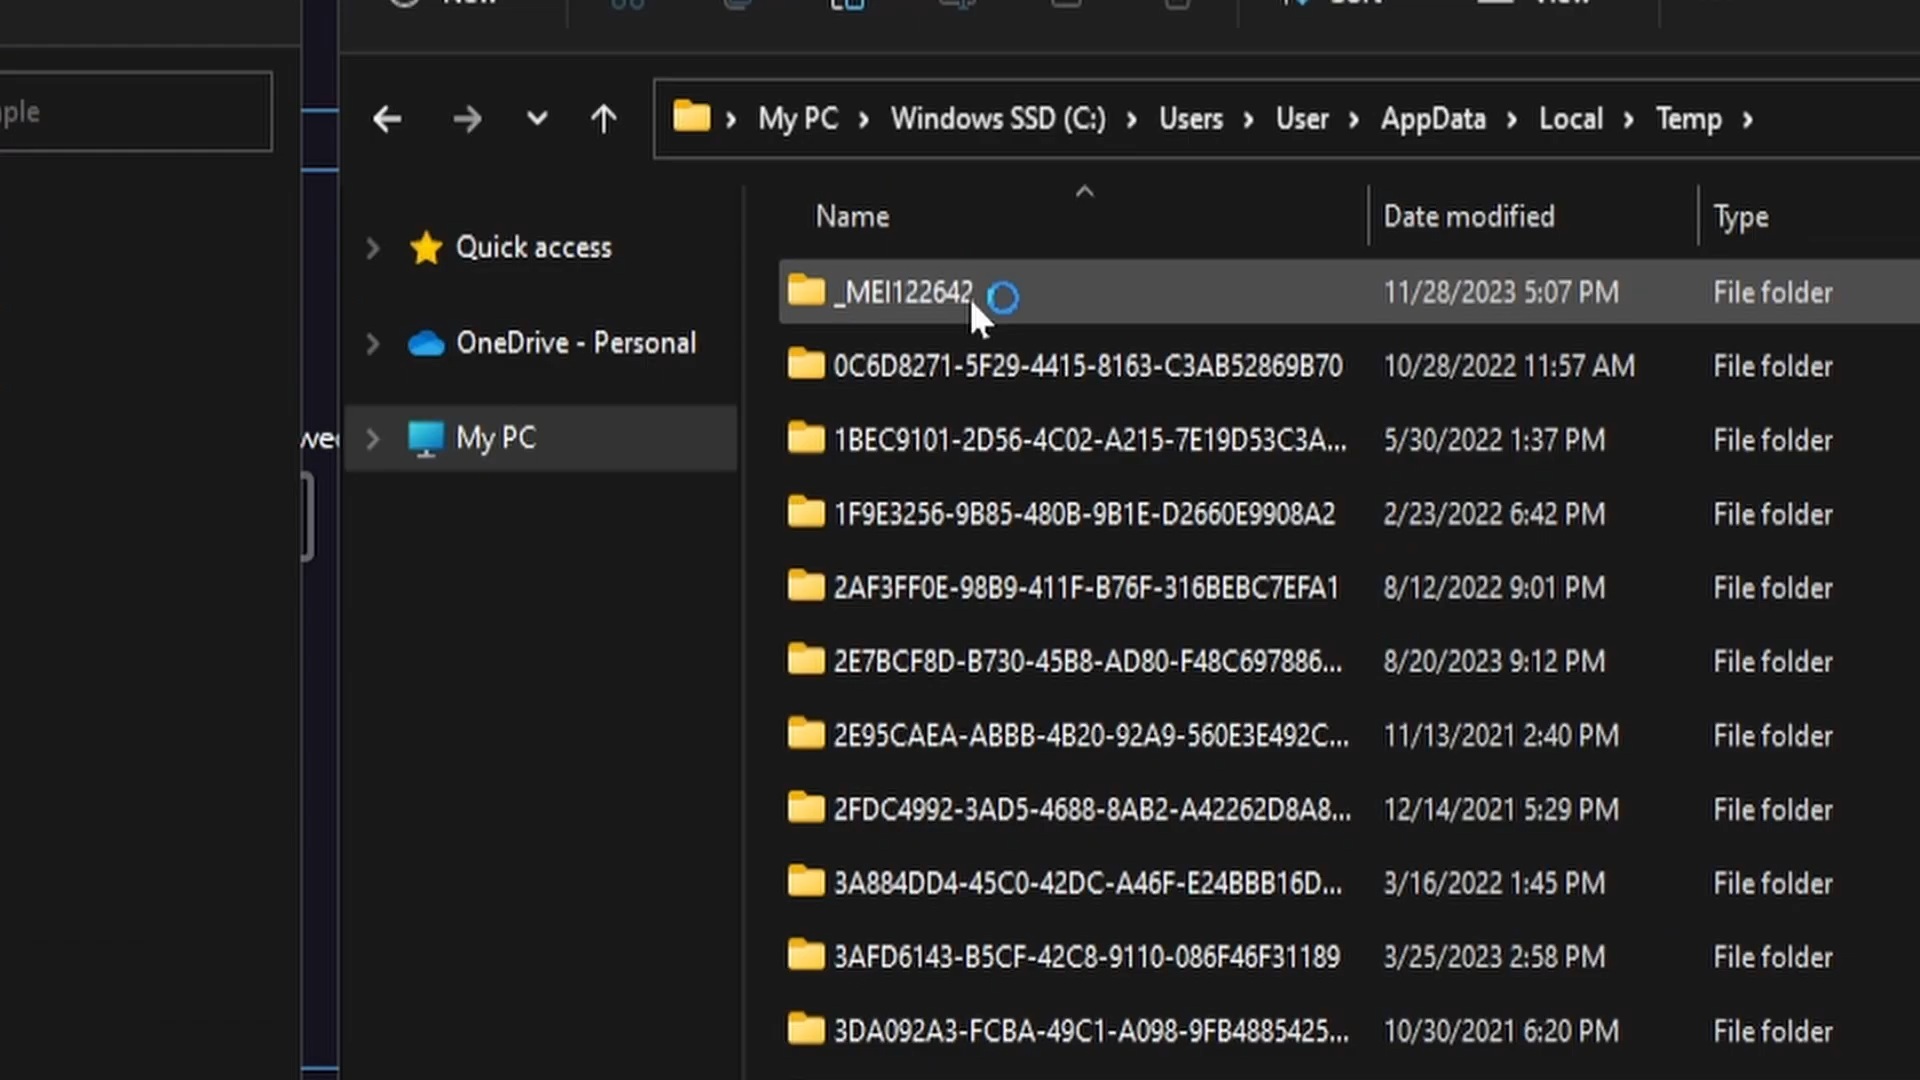 New
View
ple
My PC
Windows SSD (C:)
Users
User
AppData
Local
Temp
Name
Date modified
Type
Quick access
OneDrive - Personal
My PC
_MEI122642 11/28/2023 5:07 PM File folder
0C6D8271-5F29-4415-8163-C3AB52869B70 10/28/2022 11:57 AM File folder
1BEC9101-2D56-4C02-A215-7E19D53C3A... 5/30/2022 1:37 PM File folder
1F9E3256-9B85-480B-9B1E-D2660E9908A2 2/23/2022 6:42 PM File folder
2AF3FF0E-98B9-411F-B76F-316BEBC7EFA1 8/12/2022 9:01 PM File folder
2E7BCF8D-B730-45B8-AD80-F48C697886... 8/20/2023 9:12 PM File folder
2E95CAEA-ABBB-4B20-92A9-560E3E492C... 11/13/2021 2:40 PM File folder
2FDC4992-3AD5-4688-8AB2-A42262D8A8... 12/14/2021 5:29 PM File folder
3A884DD4-45C0-42DC-A46F-E24BBB16D... 3/16/2022 1:45 PM File folder
3AFD6143-B5CF-42C8-9110-086F46F31189 3/25/2023 2:58 PM File folder
3DA092A3-FCBA-49C1-A098-9FB4885425... 10/30/2021 6:20 PM File folder